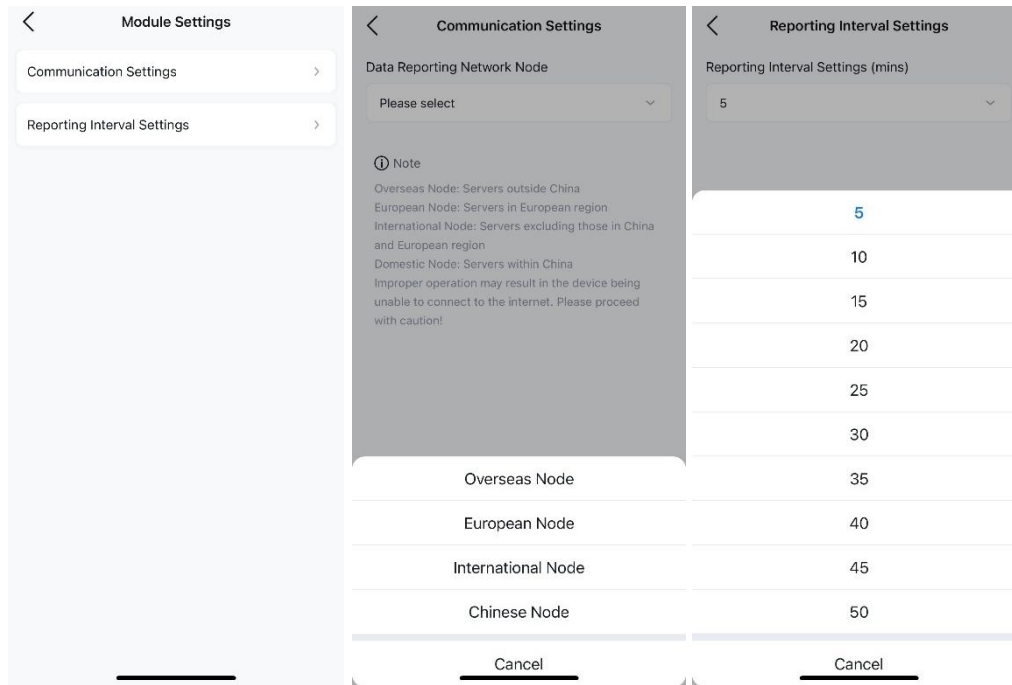 Module Settings
Communication Settings
Reporting Interval Settings
Communication Settings
Data Reporting Network Node
Please select
Note
Overseas Node: Servers outside China
European Node: Servers in European region
International Node: Servers excluding those in China
and European region
Domestic Node: Servers within China
Improper operation may result in the device being
unable to connect to the internet. Please proceed
with caution!
Overseas Node
European Node
International Node
Chinese Node
Cancel
Reporting Interval Settings
Reporting Interval Settings (mins)
5
5
10
15
20
25
30
35
40
45
50
Cancel